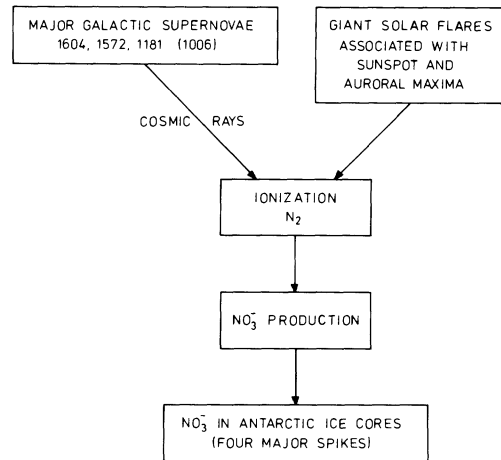 MAJOR GALACTIC SUPERNOVAE
1604, 1572, 1181 (1006)
GIANT SOLAR FLARES
ASSOCIATED WITH
SUNSPOT AND
AURORAL MAXIMA
COSMIC RAYS
IONIZATION
N₂
NO₃⁻ PRODUCTION
NO₃⁻ IN ANTARCTIC ICE CORES
(FOUR MAJOR SPIKES)